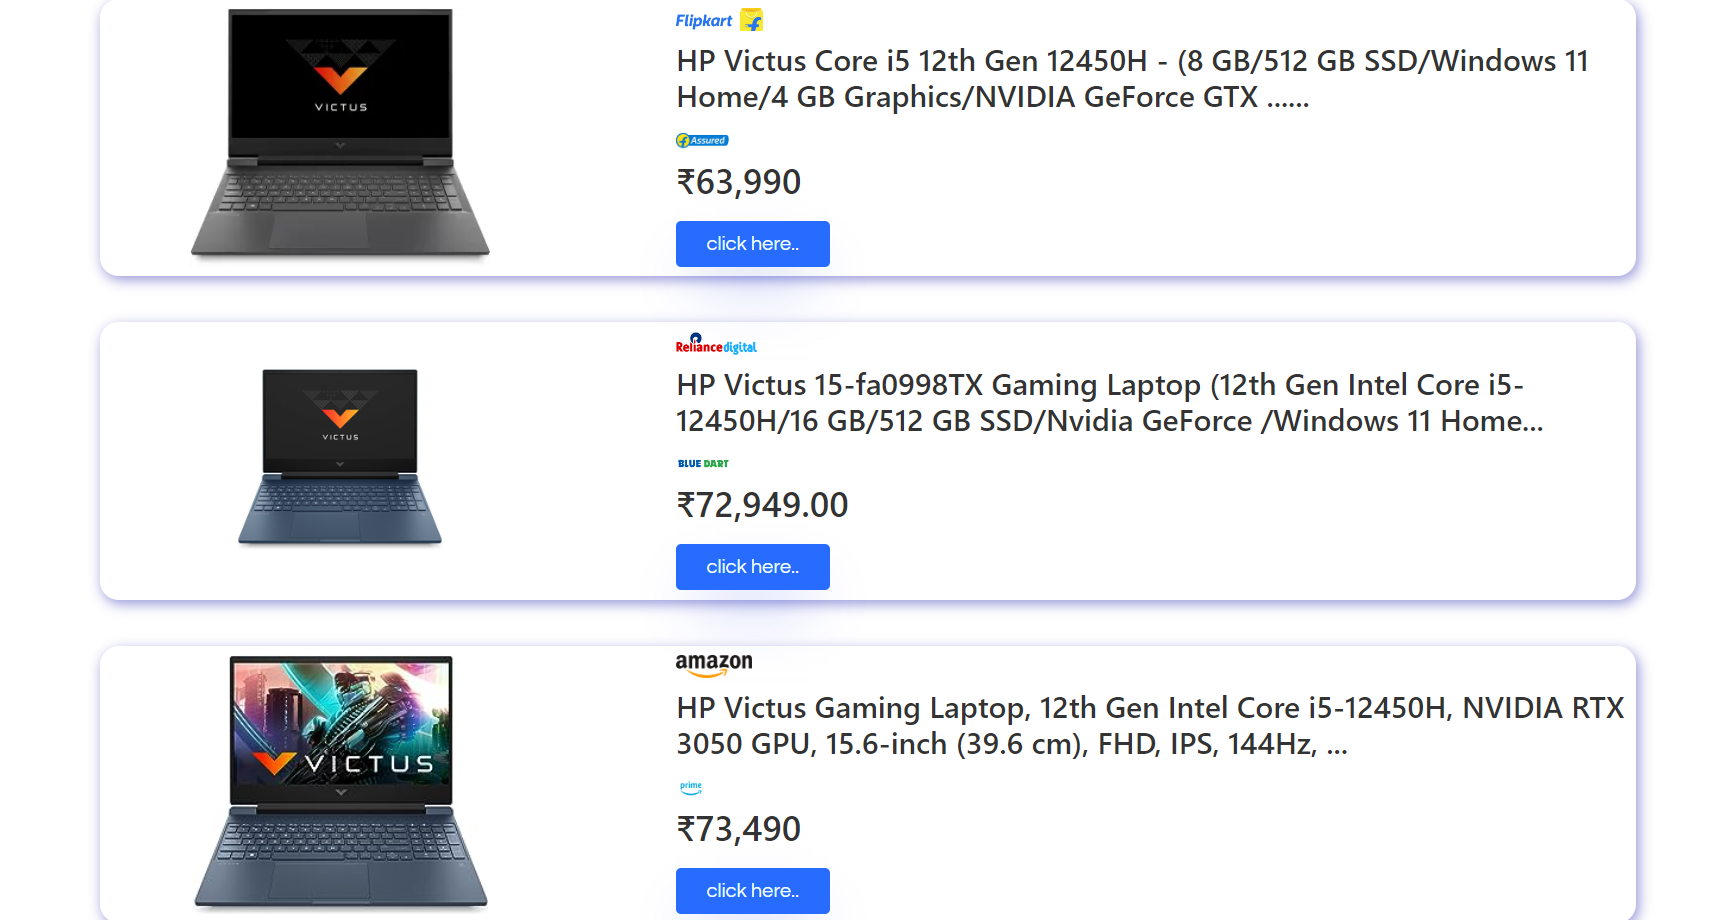 Flipkart
HP Victus Core i5 12th Gen 12450H - (8 GB/512 GB SSD/Windows 11
Home/4 GB Graphics/NVIDIA GeForce GTX ......
VICTUS
f Assured
₹63,990
click here..
Reliance digital
HP Victus 15-fa0998TX Gaming Laptop (12th Gen Intel Core i5-
12450H/16 GB/512 GB SSD/Nvidia GeForce /Windows 11 Home...
VICTUS
BLUE DART
₹72,949.00
click here..
amazon
HP Victus Gaming Laptop, 12th Gen Intel Core i5-12450H, NVIDIA RTX
3050 GPU, 15.6-inch (39.6 cm), FHD, IPS, 144Hz, ...
VICTUS
prime
₹73,490
click here..